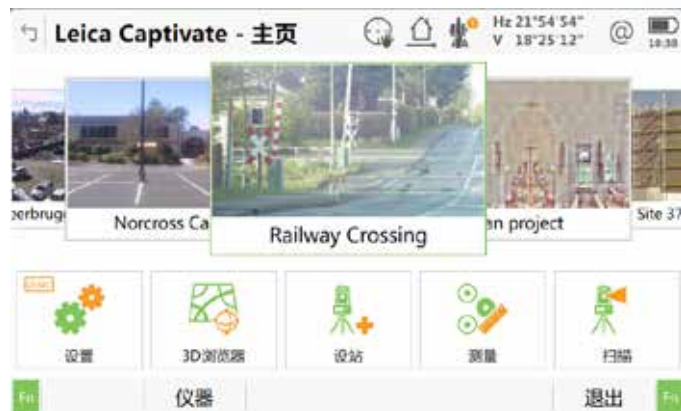 Leica Captivate - 主页
Hz 21°54'54"
V 18°25'12"
@
18:38
Norcross Ca
Railway Crossing
an project
Site 37
设置
3D浏览器
设站
测量
扫描
Fn
仪器
退出
Fn